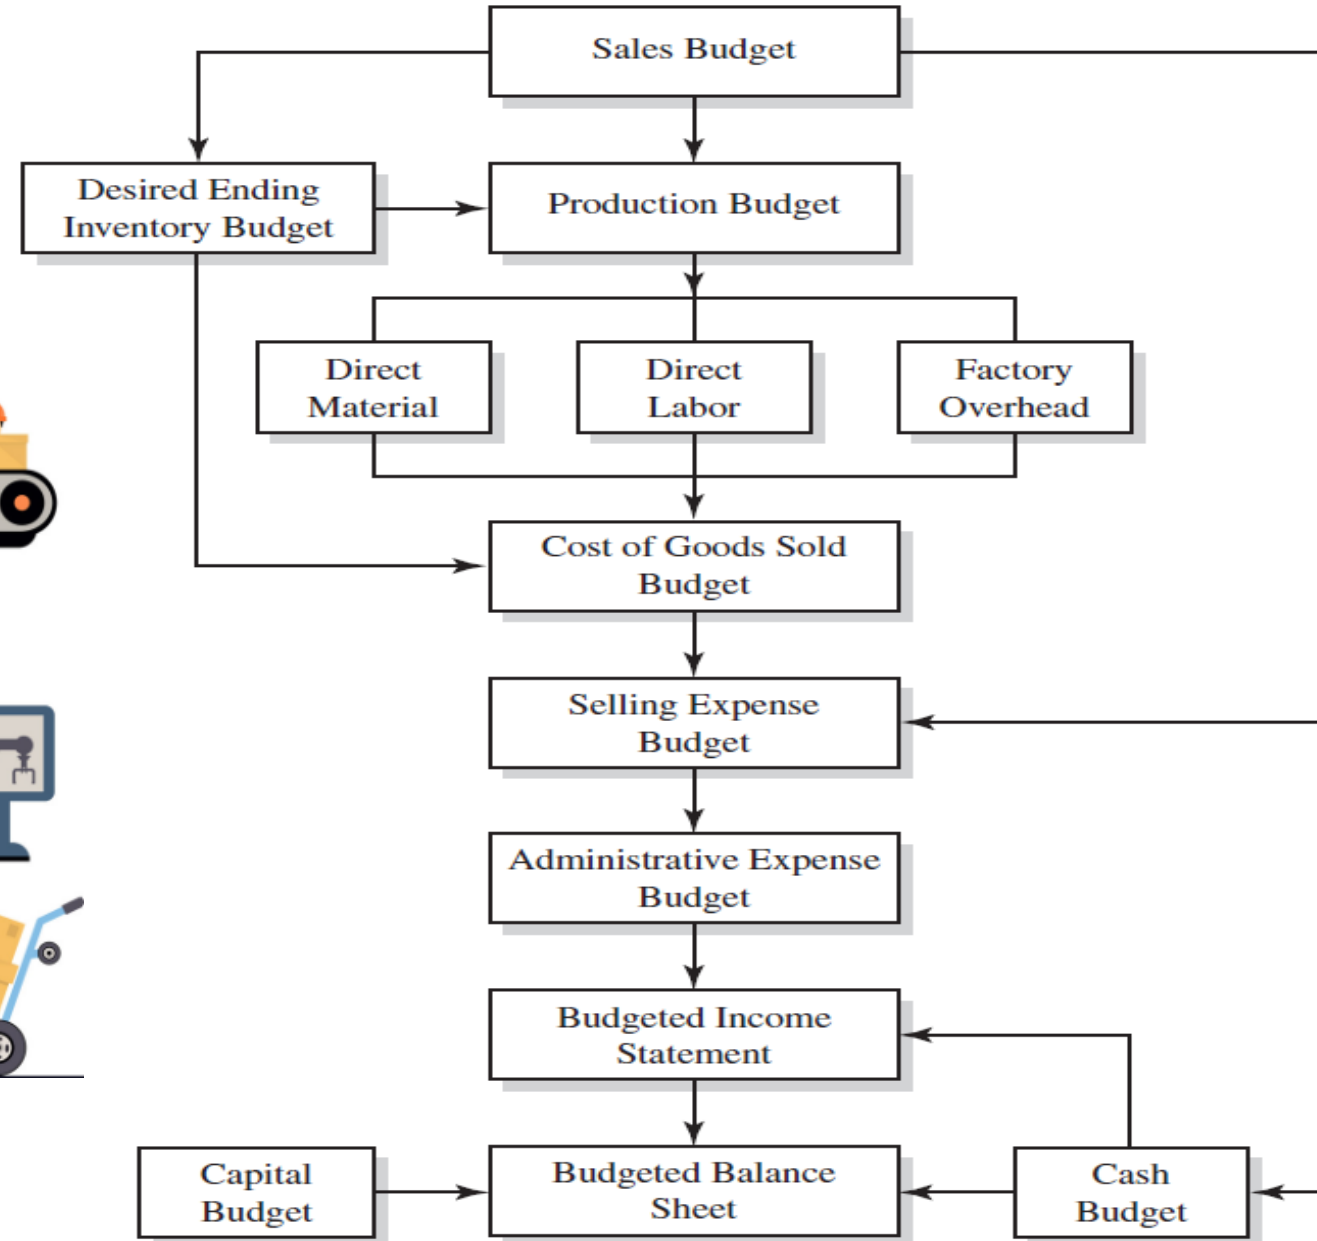 Sales Budget
Desired Ending
Inventory Budget
Production Budget
Direct
Material
Direct
Labor
Factory
Overhead
Cost of Goods Sold
Budget
Selling Expense
Budget
Administrative Expense
Budget
Budgeted Income
Statement
Capital
Budget
Budgeted Balance
Sheet
Cash
Budget